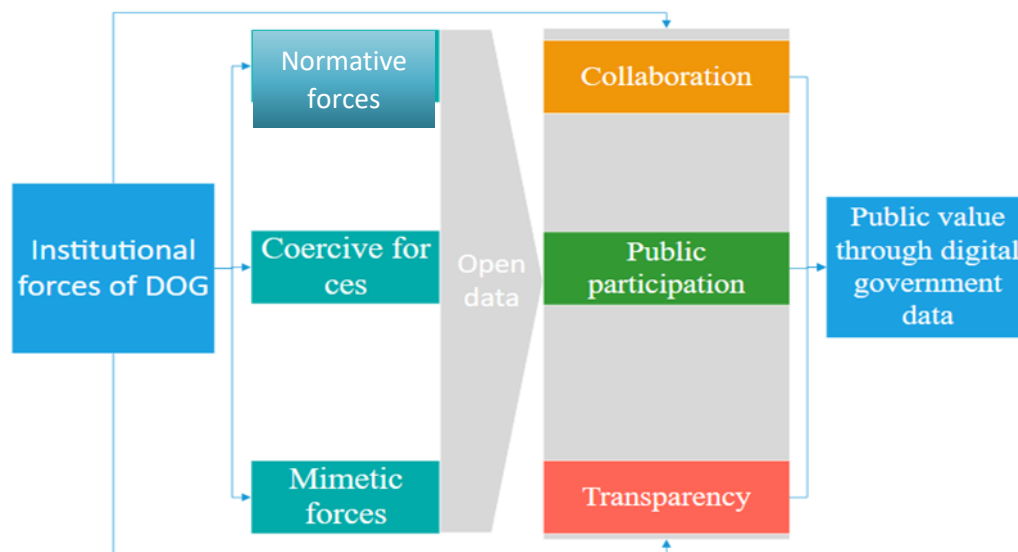 Institutional
forces of DOG
Normative
forces
Coercive for
ces
Mimetic
forces
Open
data
Collaboration
Public
participation
Transparency
Public value
through digital
government
data